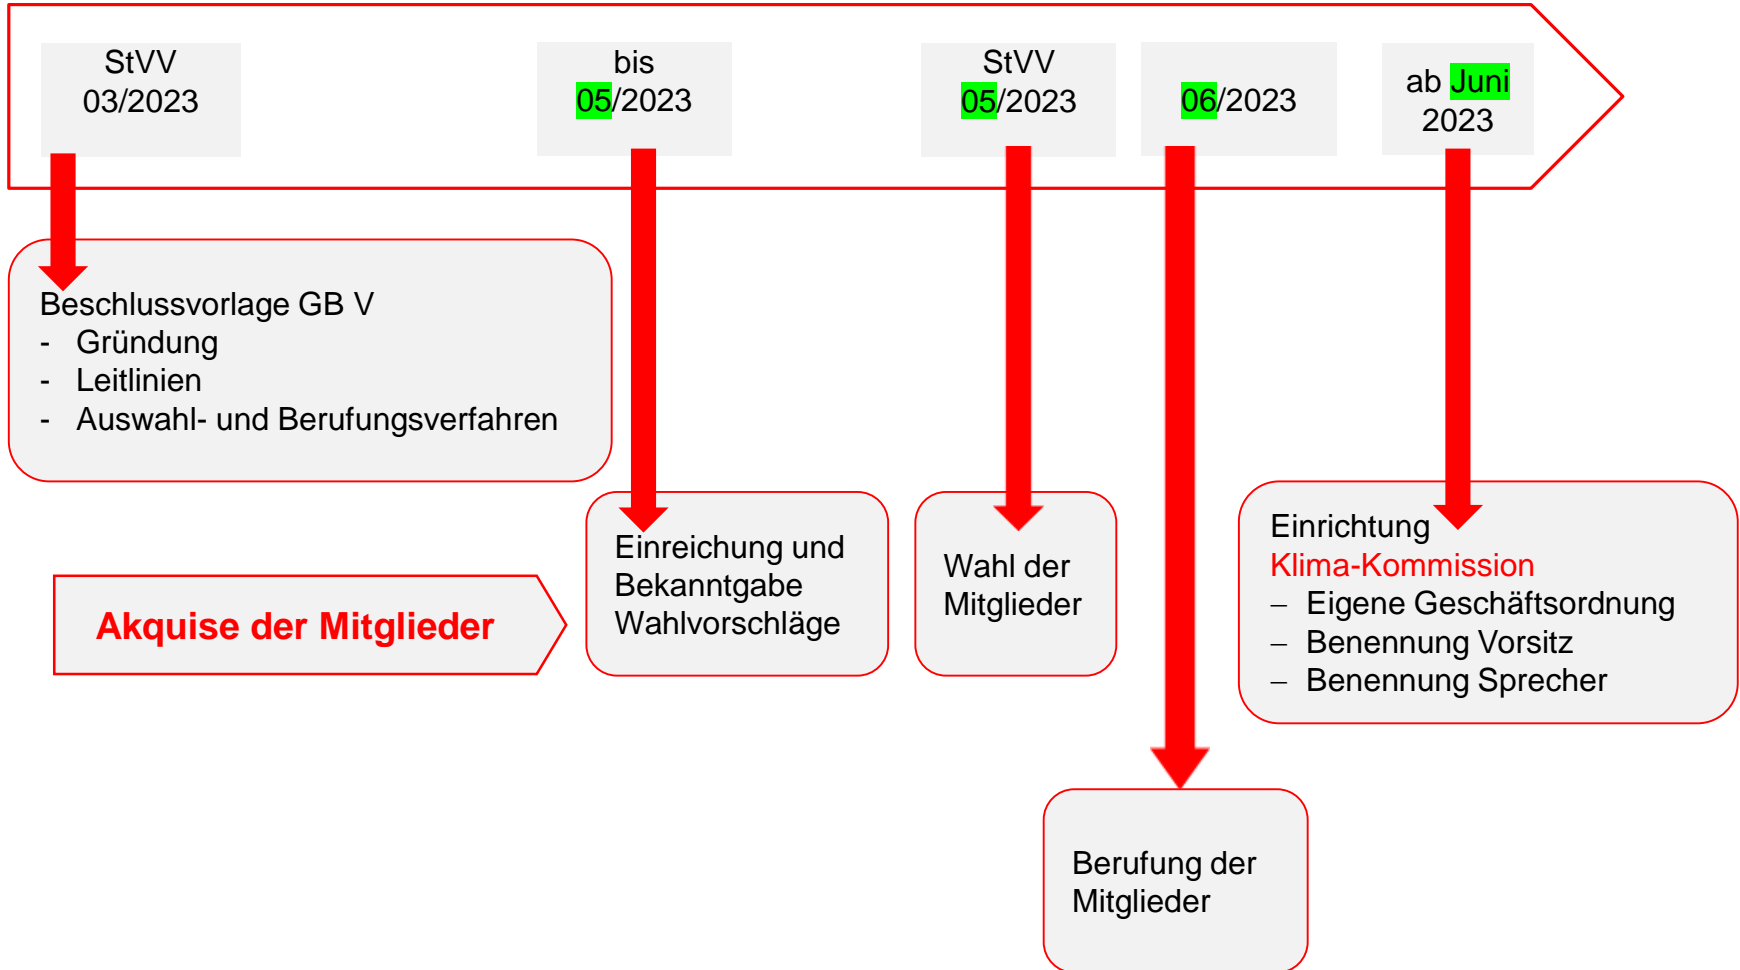 StVV
03/2023
bis
05/2023
StVV
05/2023
06/2023
ab Juni
2023
Beschlussvorlage GB V
- Gründung
- Leitlinien
- Auswahl- und Berufungsverfahren
Akquise der Mitglieder
Einreichung und
Bekanntgabe
Wahlvorschläge
Wahl der
Mitglieder
Berufung der
Mitglieder
Einrichtung
Klima-Kommission
– Eigene Geschäftsordnung
– Benennung Vorsitz
– Benennung Sprecher